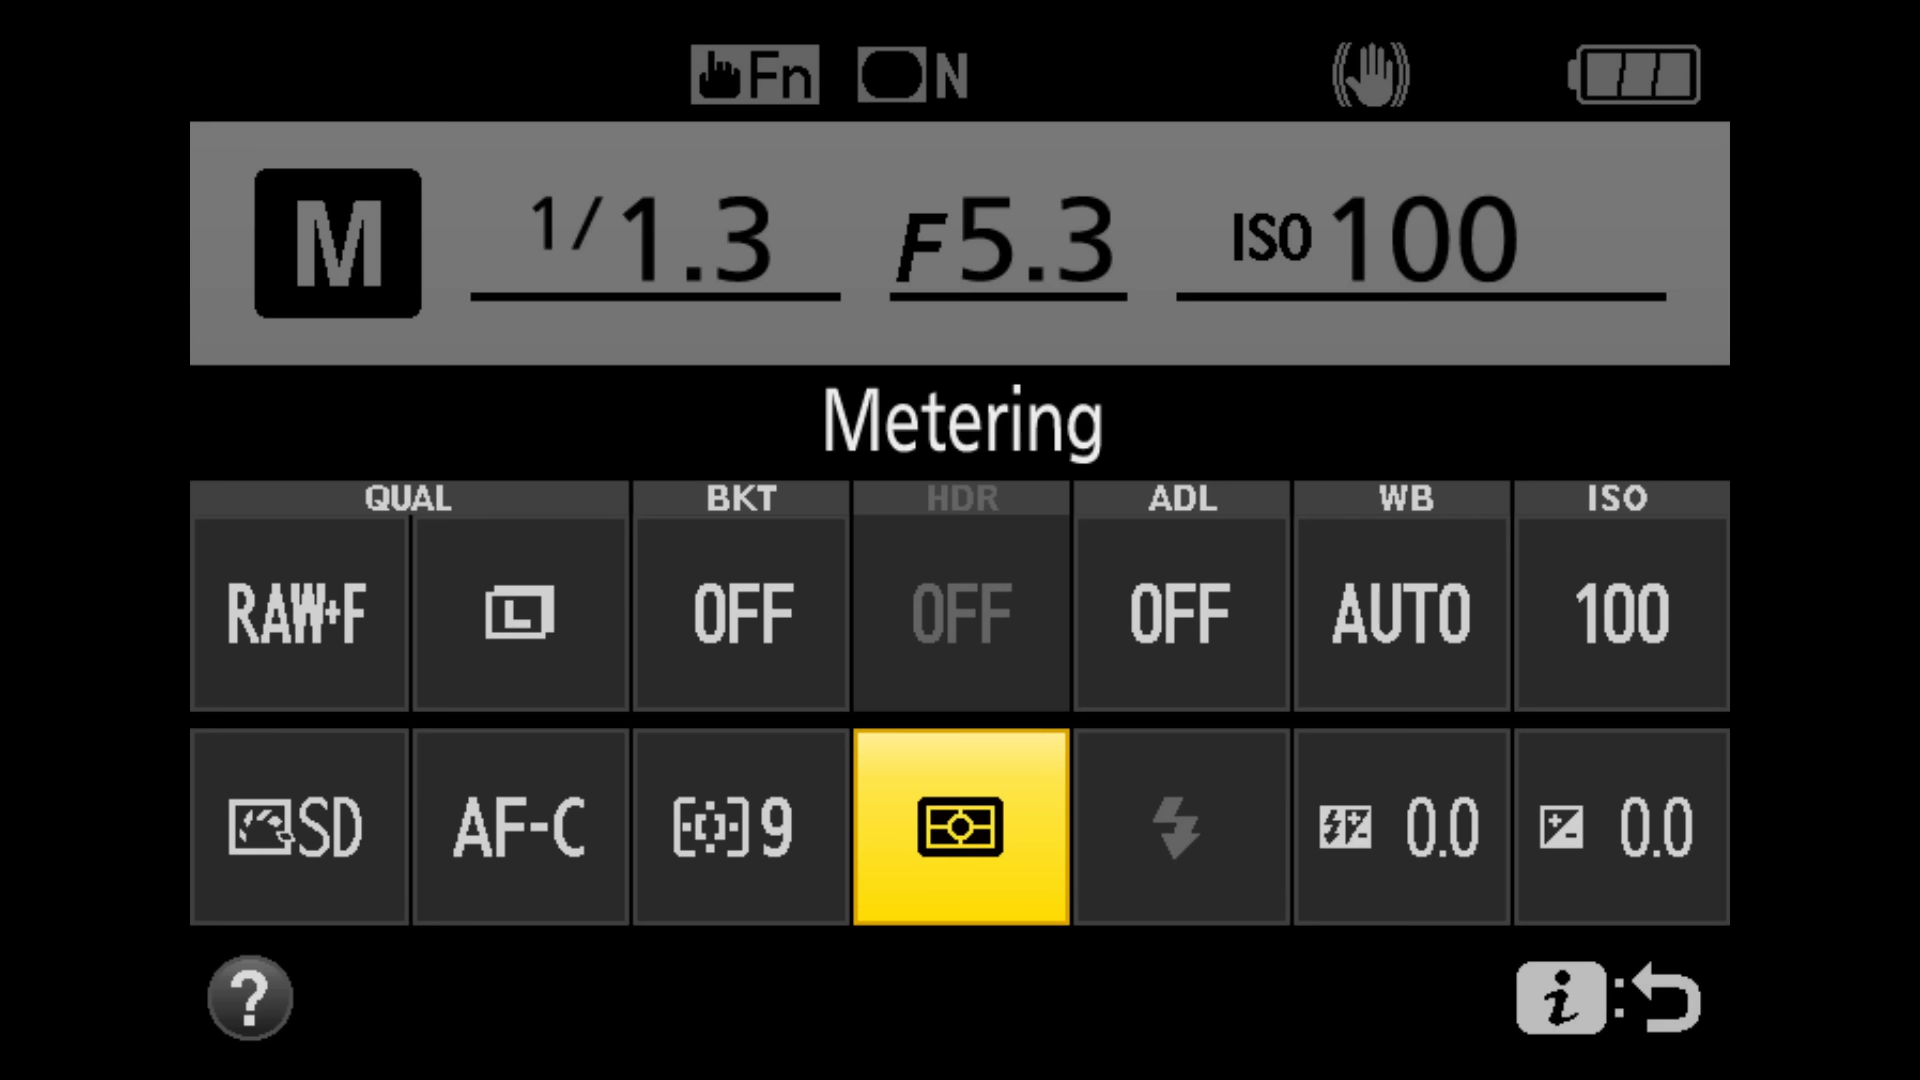 Fn N
M 1/1.3 F5.3 ISO 100
Metering
QUAL BKT HDR ADL WB ISO
RAW+F L OFF OFF OFF AUTO 100
SD AF-C 9 0.0 0.0
? i: